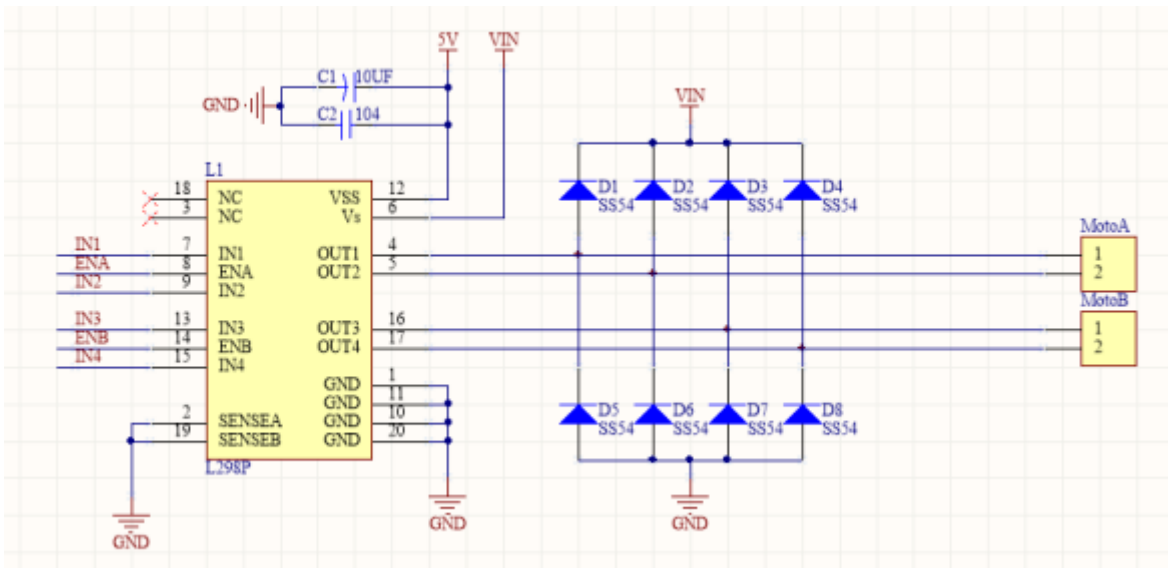 5V VIN
C1 10UF
GND
C2 104
VIN
L1
18 NC VSS 12
3 NC Vs 6
D1 D2 D3 D4
SS54 SS54 SS54 SS54
MotoA
IN1 7 IN1 OUT1 4 1
ENA 8 ENA OUT2 5 2
IN2 9 IN2
MotoB
IN3 13 IN3 OUT3 16 1
ENB 14 ENB OUT4 17 2
IN4 15 IN4
GND 1
GND 11
2 SENSEA GND 10
19 SENSEB GND 20
D5 D6 D7 D8
SS54 SS54 SS54 SS54
L298P
GND GND GND